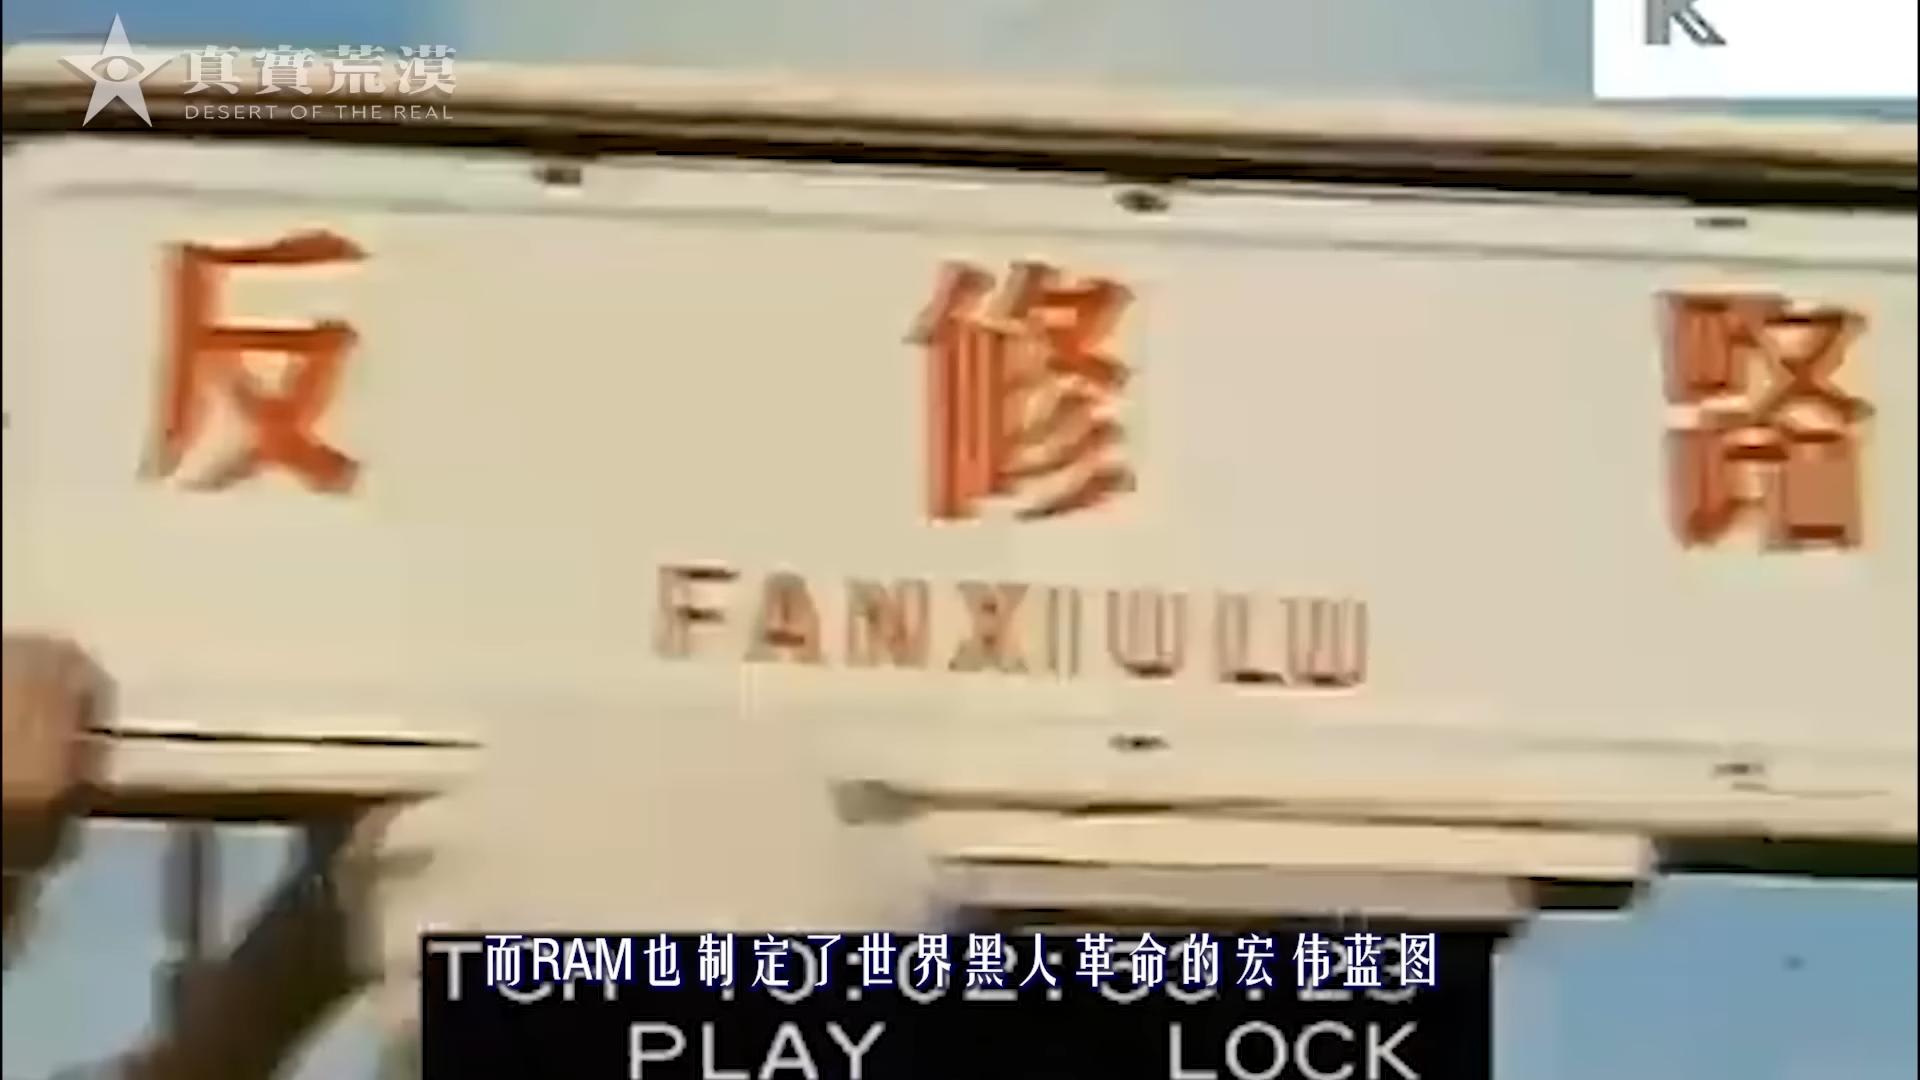 K
真實荒漠
DESERT OF THE REAL
反修路
FANXIULU
而RAM也制定了世界黑人革命的宏伟蓝图
PLAY LOCK